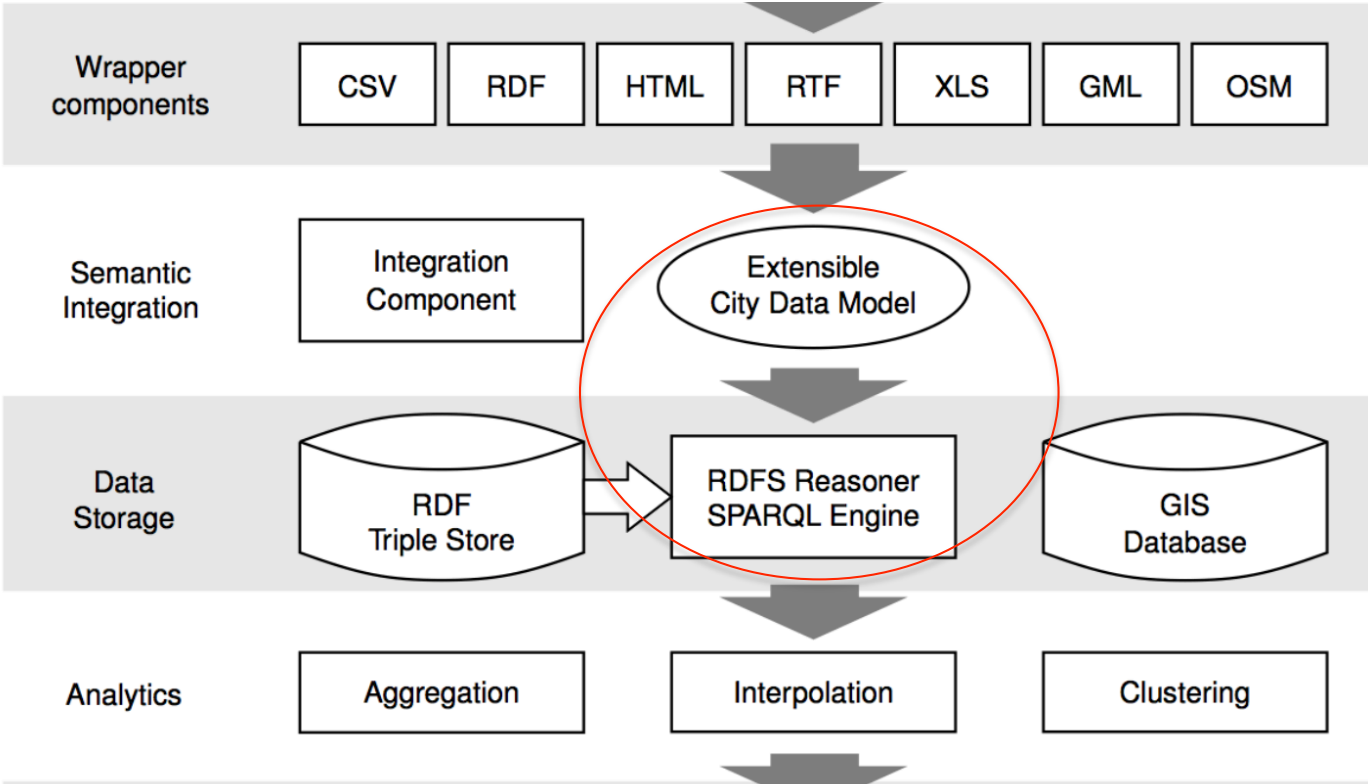 Wrapper
components
CSV
RDF
HTML
RTF
XLS
GML
OSM
Semantic
Integration
Integration
Component
Extensible
City Data Model
Data
Storage
RDF
Triple Store
RDFS Reasoner
SPARQL Engine
GIS
Database
Analytics
Aggregation
Interpolation
Clustering